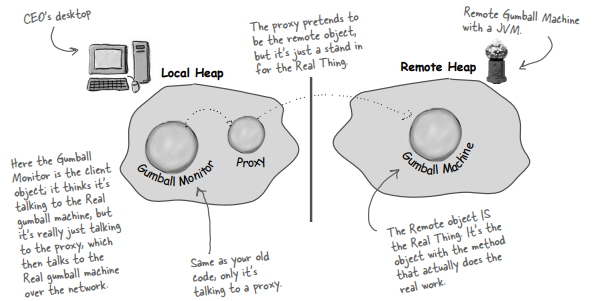 CEO's desktop
The proxy pretends to
be the remote object,
but it's just a stand in
for the Real Thing.
Remote Gumball Machine
with a JVM.
Local Heap
Remote Heap
Gumball Monitor
Proxy
Gumball Machine
Here the Gumball
Monitor is the client
object; it thinks it's
talking to the Real
gumball machine, but
it's really just talking
to the proxy, which
then talks to the
Real gumball machine
over the network.
Same as your old
code, only it's
talking to a proxy.
The Remote object IS
the Real Thing. It's the
object with the method
that actually does the
real work.